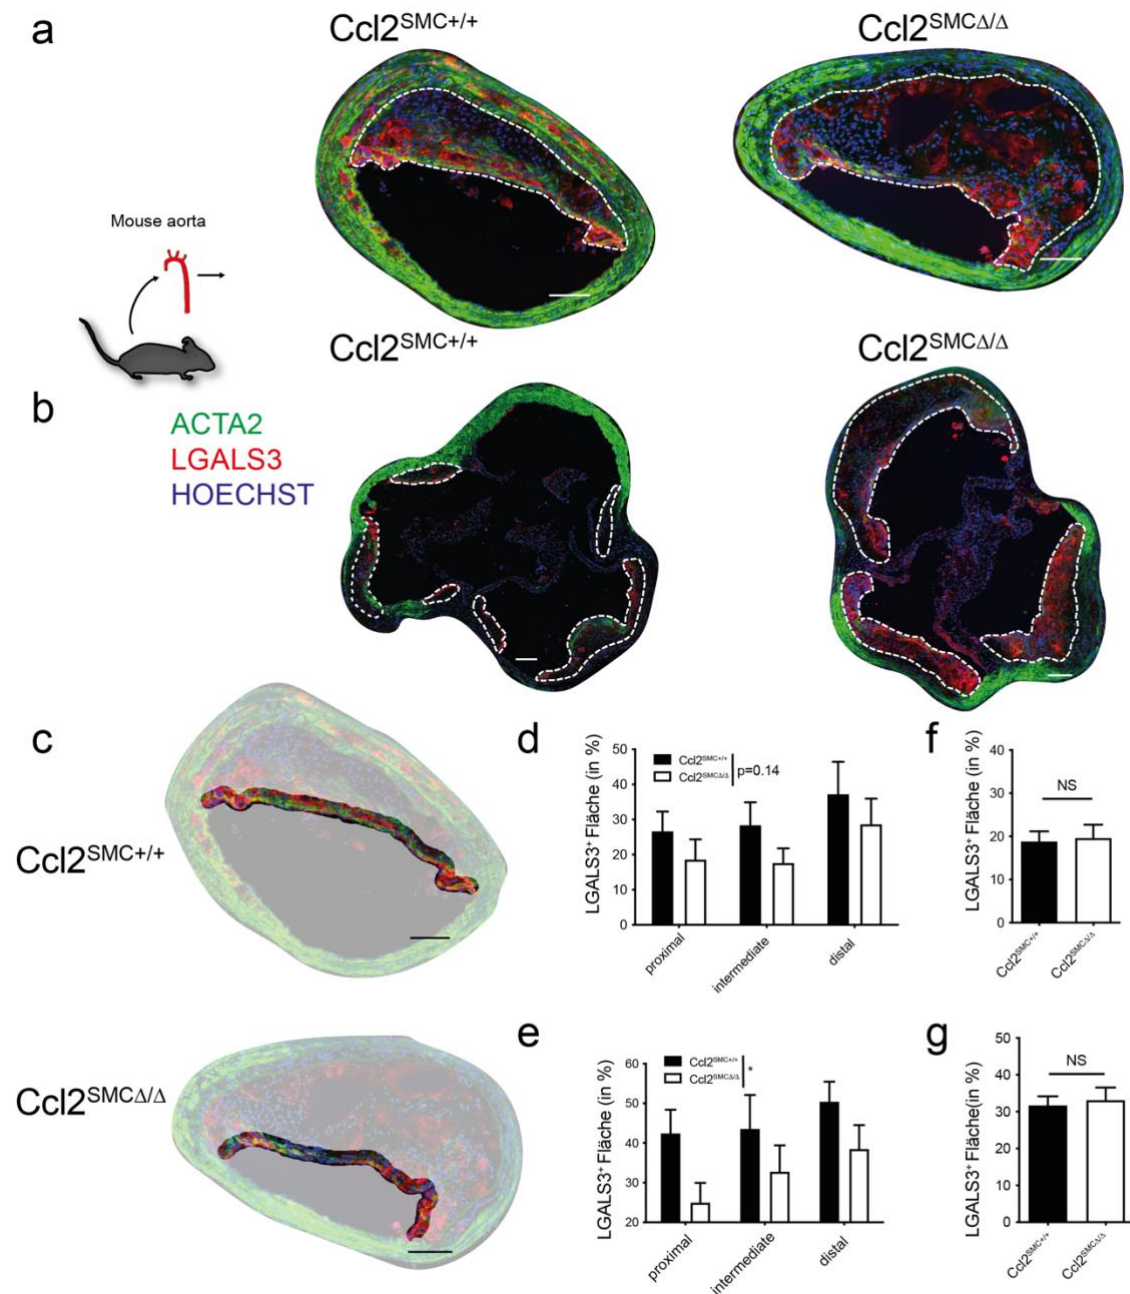 a
Ccl2SMC+/+
Ccl2SMCΔ/Δ
Mouse aorta
Ccl2SMC+/+
Ccl2SMCΔ/Δ
b
ACTA2
LGALS3
HOECHST
c
Ccl2SMC+/+
Ccl2SMCΔ/Δ
d
LGALS3+ Fläche (in %)
50
40
30
20
10
0
Ccl2SMC+/+
Ccl2SMCΔ/Δ
p=0.14
proximal
intermediate
distal
f
LGALS3+ Fläche (in %)
40
30
20
10
0
NS
Ccl2SMC+/+
Ccl2SMCΔ/Δ
e
LGALS3+ Fläche (in %)
60
50
40
30
20
Ccl2SMC+/+
Ccl2SMCΔ/Δ
*
proximal
intermediate
distal
g
LGALS3+ Fläche(in %)
50
40
30
20
10
0
NS
Ccl2SMC+/+
Ccl2SMCΔ/Δ